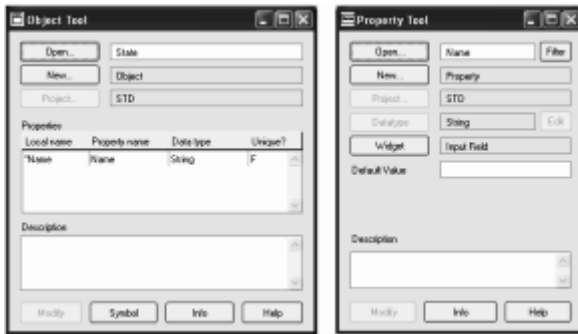 Object Tool
Open... State
New... Object
Project... STD
Properties
Local name Property name Data type Unique?
"Name Name String F
Description
Modify Symbol Info Help
Property Tool
Open... Name Filter
New... Property
Project... STD
Datatype String Edit
Widget Input Field
Default Value
Description
Modify Info Help